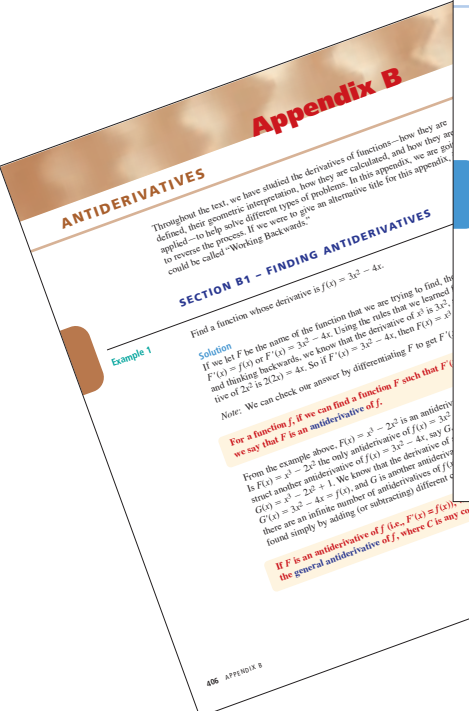 Appendix B
ANTIDERIVATIVES
Throughout the text, we have studied the derivatives of functions—how they are
defined, their geometric interpretation, how they are calculated, and how they are
applied—to help solve different types of problems. In this appendix, we are
to reverse the process. If we were to give an alternative title for this appendix,
could be called “Working Backwards.”
SECTION B1 – FINDING ANTIDERIVATIVES
Example 1
Find a function whose derivative is f(x) = 3x² – 4x.
Solution
If we let F be the name of the function that we are trying to find,
F′(x) = f(x) or F′(x) = 3x² – 4x. Using the rules that we learned
and thinking backwards, we know that the derivative of x³ is 3x²,
tive of 2x² is 2(2x) = 4x. So if F′(x) = 3x² – 4x, then F(x) = x³
Note: We can check our answer by differentiating F to get
For a function f, if we can find a function F such that
we say that F is an antiderivative of f.
From the example above, F(x) = x³ – 2x² is an
Is F(x) = x³ – 2x² the only antiderivative of f(x) = 3x²
struct another antiderivative of f(x) = 3x² – 4x, say G.
G(x) = x³ – 2x² + 1. We know that the derivative of
G′(x) = 3x² – 4x = f(x), and G is another
there are an infinite number of antiderivatives of
found simply by adding (or subtracting) different
If F is an antiderivative of f (i.e., F′(x) = f(x)),
the general antiderivative of f, where C is any
406 APPENDIX B